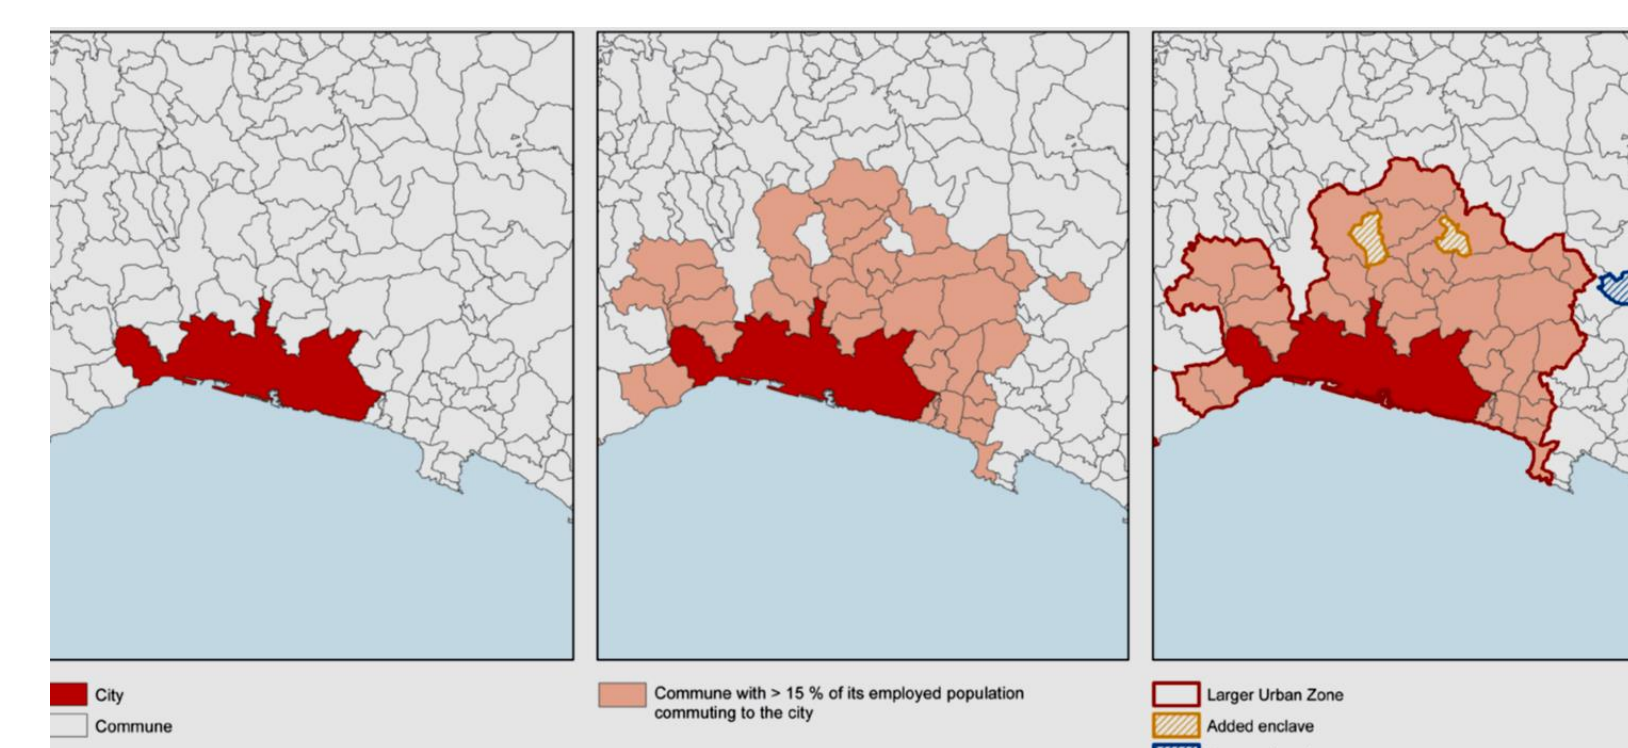 City
Commune
Commune with > 15 % of its employed population
commuting to the city
Larger Urban Zone
Added enclave